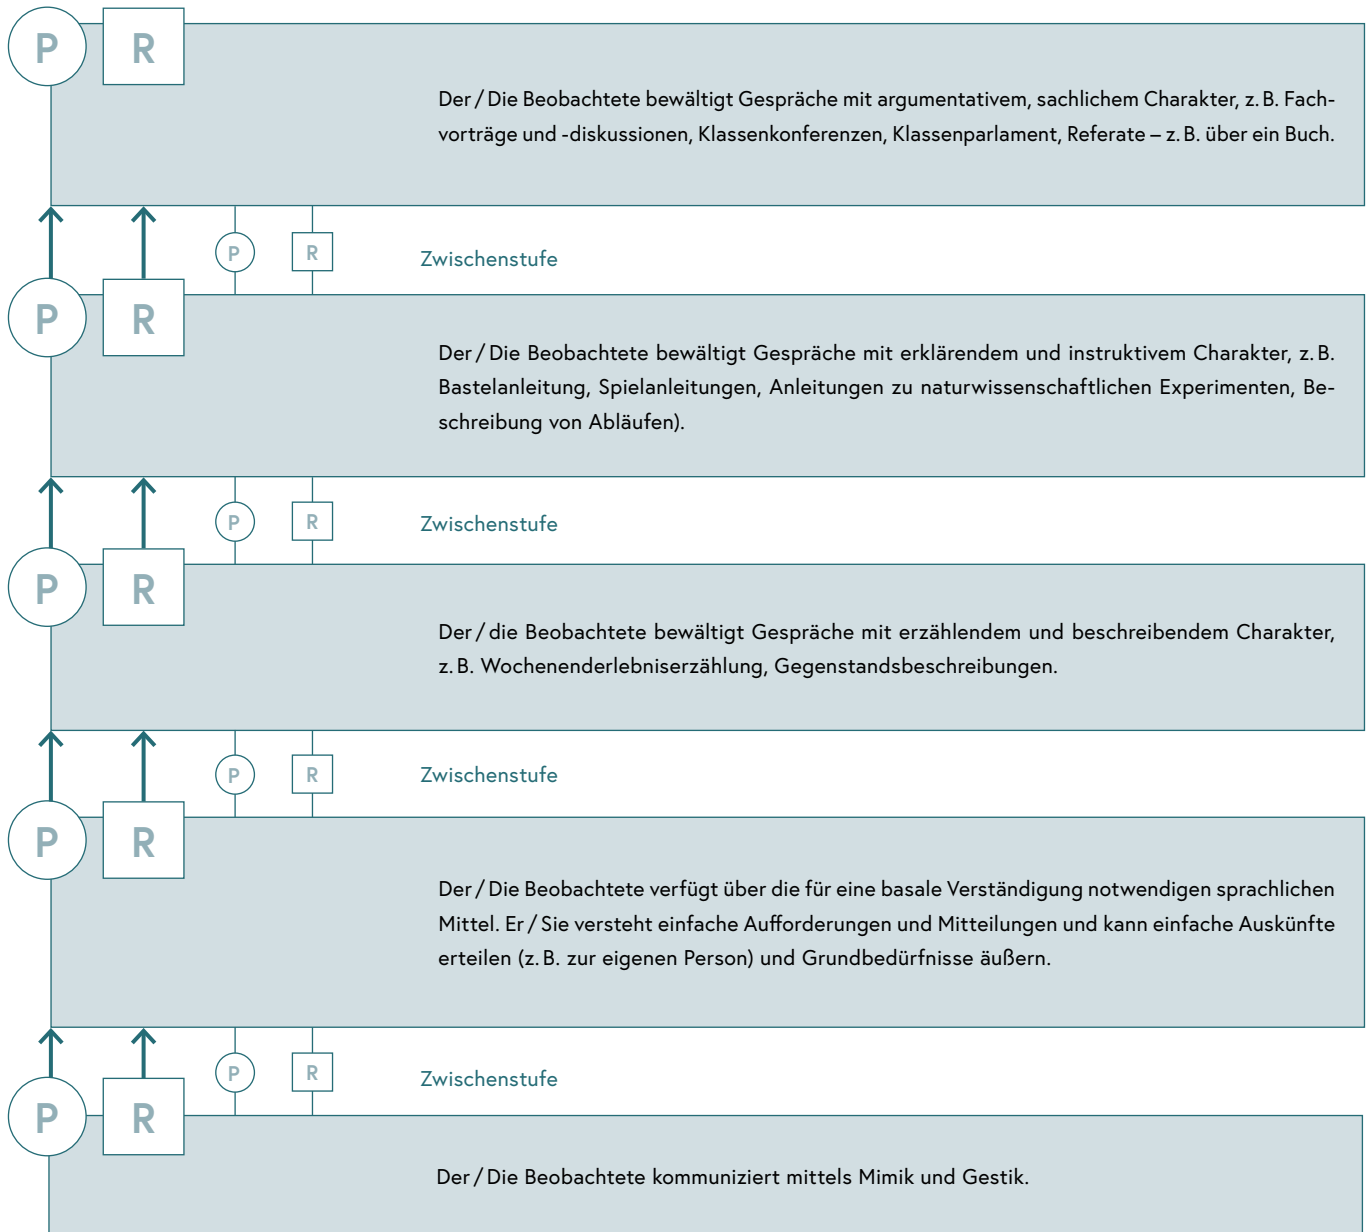 P R
Der / Die Beobachtete bewältigt Gespräche mit argumentativem, sachlichem Charakter, z. B. Fach-
vorträge und -diskussionen, Klassenkonferenzen, Klassenparlament, Referate – z. B. über ein Buch.
P R Zwischenstufe
P R
Der / Die Beobachtete bewältigt Gespräche mit erklärendem und instruktivem Charakter, z. B.
Bastelanleitung, Spielanleitungen, Anleitungen zu naturwissenschaftlichen Experimenten, Be-
schreibung von Abläufen).
P R Zwischenstufe
P R
Der / die Beobachtete bewältigt Gespräche mit erzählendem und beschreibendem Charakter,
z. B. Wochenenderlebniserzählung, Gegenstandsbeschreibungen.
P R Zwischenstufe
P R
Der / Die Beobachtete verfügt über die für eine basale Verständigung notwendigen sprachlichen
Mittel. Er / Sie versteht einfache Aufforderungen und Mitteilungen und kann einfache Auskünfte
erteilen (z. B. zur eigenen Person) und Grundbedürfnisse äußern.
P R Zwischenstufe
P R
Der / Die Beobachtete kommuniziert mittels Mimik und Gestik.